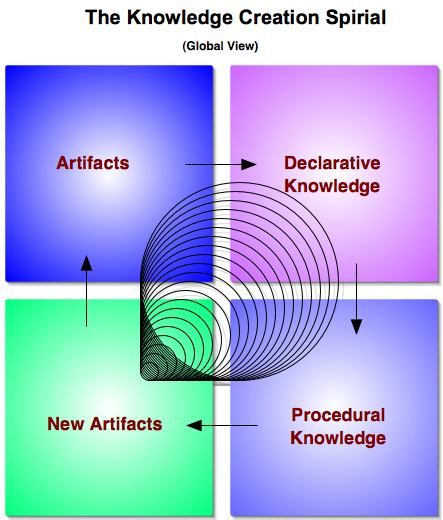 The Knowledge Creation Spirial
(Global View)
Artifacts
Declarative
Knowledge
New Artifacts
Procedural
Knowledge